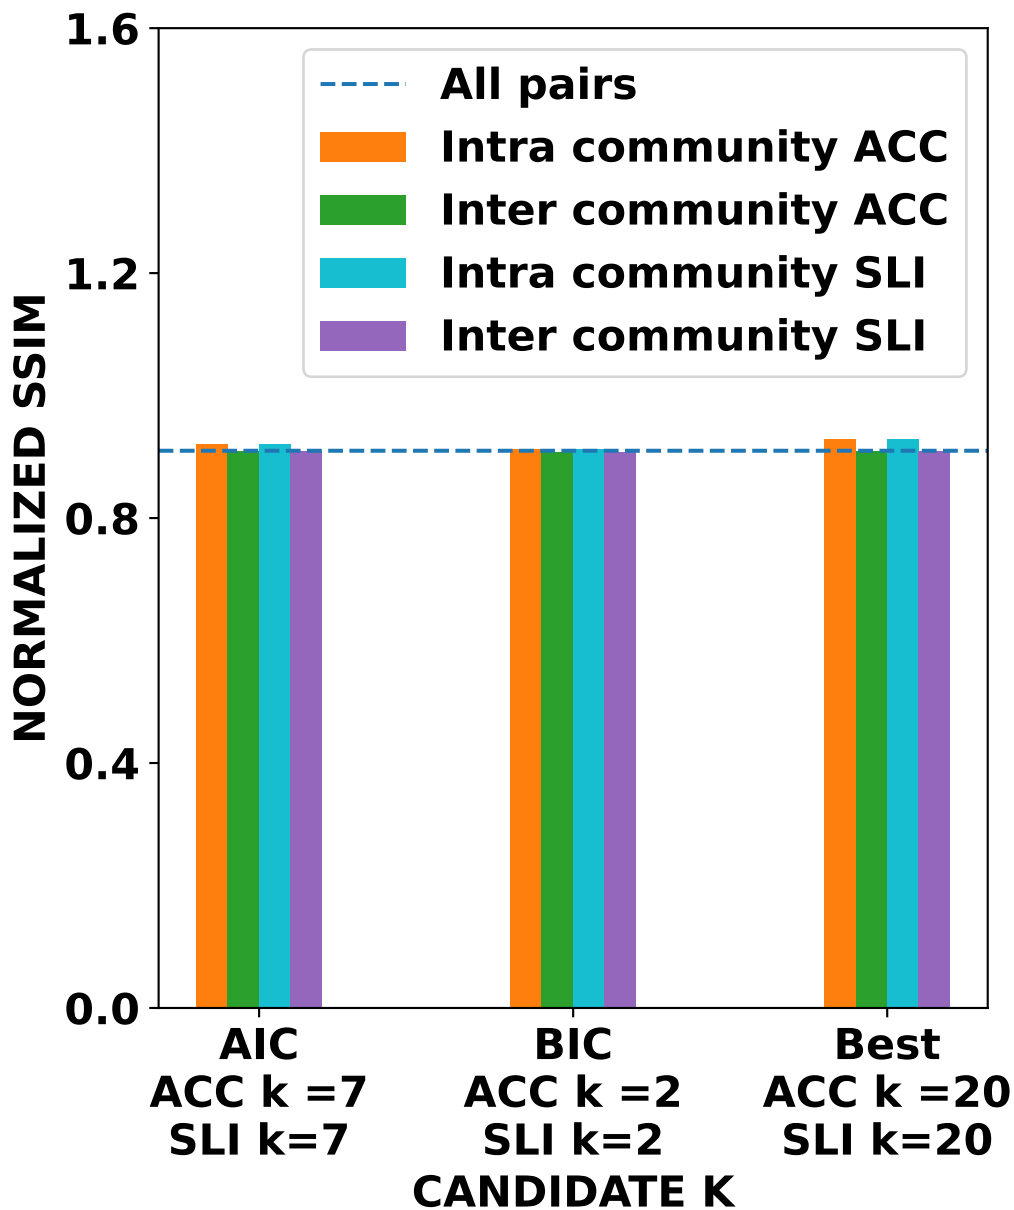 1.6
1.2
0.8
0.4
0.0
NORMALIZED SSIM
All pairs
Intra community ACC
Inter community ACC
Intra community SLI
Inter community SLI
AIC
ACC k =7
SLI k=7
BIC
ACC k =2
SLI k=2
Best
ACC k =20
SLI k=20
CANDIDATE K